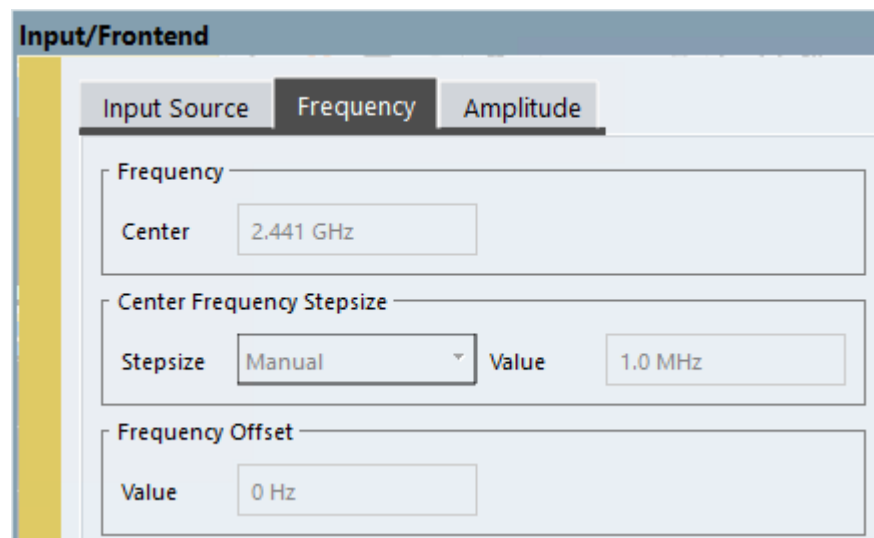 Input/Frontend
Input Source Frequency Amplitude
Frequency
Center 2.441 GHz
Center Frequency Stepsize
Stepsize Manual Value 1.0 MHz
Frequency Offset
Value 0 Hz